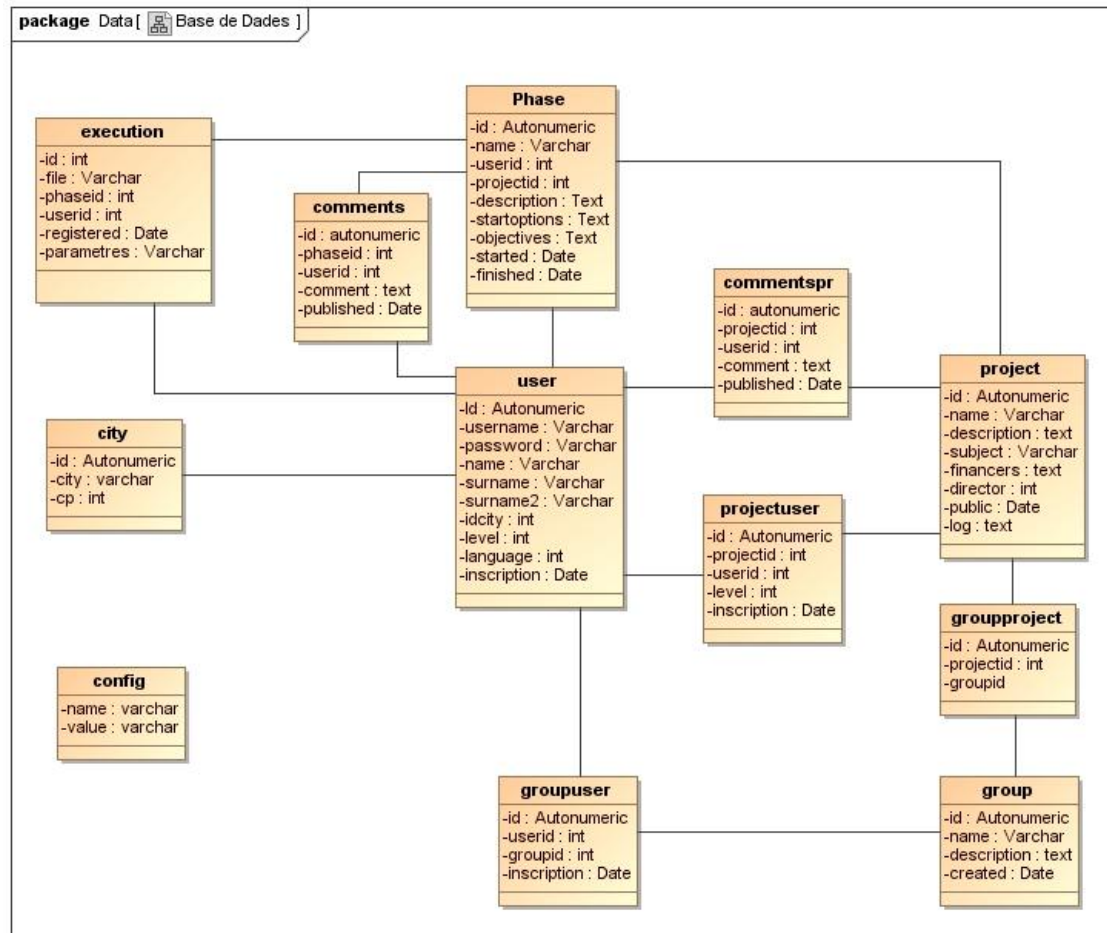 package Data [ Base de Dades ]
Phase
-id : Autonumeric
-name : Varchar
-userid : int
-projectid : int
-description : Text
-startoptions : Text
-objectives : Text
-started : Date
-finished : Date
execution
-id : int
-file : Varchar
-phaseid : int
-userid : int
-registered : Date
-parametres : Varchar
comments
-id : autonumeric
-phaseid : int
-userid : int
-comment : text
-published : Date
commentspr
-id : autonumeric
-projectid : int
-userid : int
-comment : text
-published : Date
project
-id : Autonumeric
-name : Varchar
-description : text
-subject : Varchar
-financers : text
-director : int
-public : Date
-log : text
user
-Id : Autonumeric
-username : Varchar
-password : Varchar
-name : Varchar
-surname : Varchar
-surname2 : Varchar
-idcity : int
-level : int
-language : int
-inscription : Date
city
-id : Autonumeric
-city : varchar
-cp : int
projectuser
-id : Autonumeric
-projectid : int
-userid : int
-level : int
-inscription : Date
groupproject
-id : Autonumeric
-projectid : int
-groupid
config
-name : varchar
-value : varchar
groupuser
-id : Autonumeric
-userid : int
-groupid : int
-inscription : Date
group
-id : Autonumeric
-name : Varchar
-description : text
-created : Date